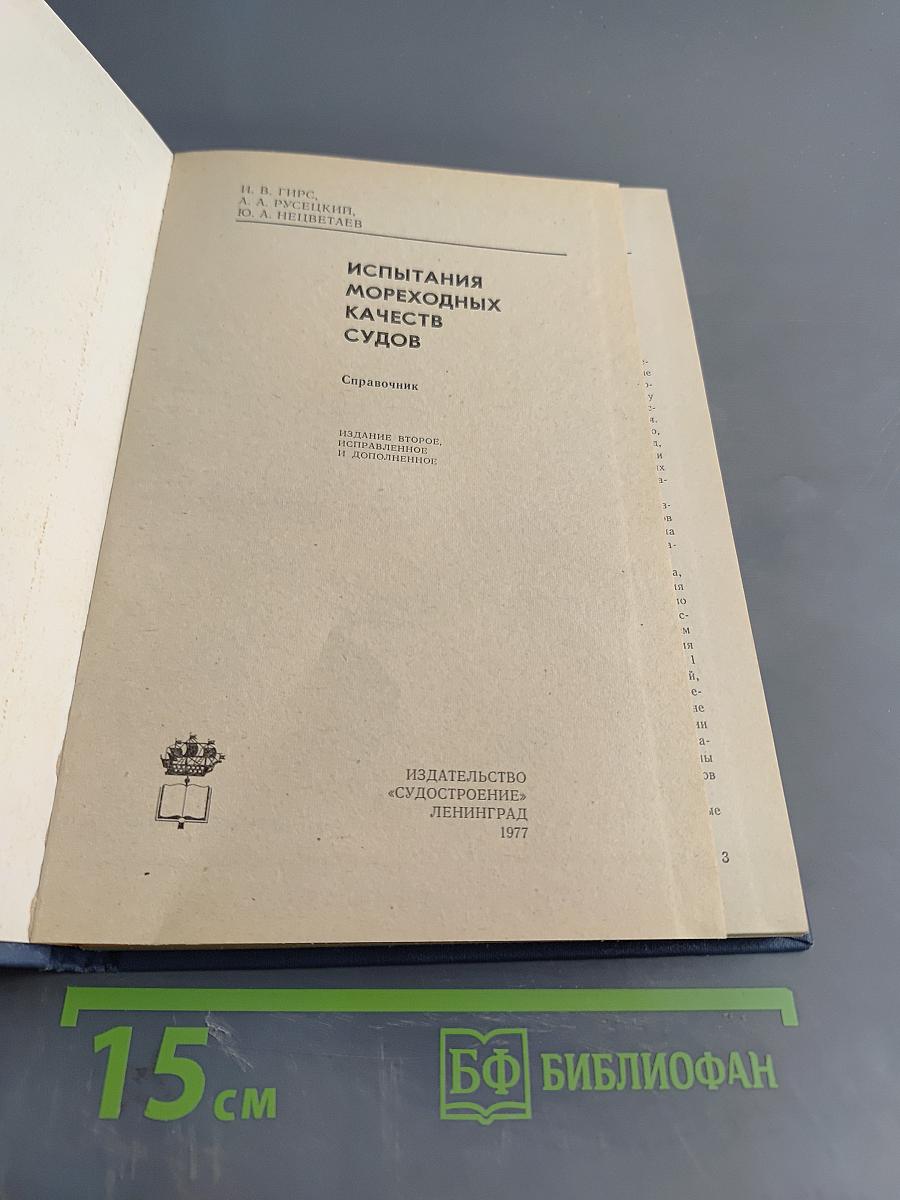 И. В. ГИРС,
А. А. РУСЕЦКИЙ,
Ю. А. НЕЦВЕТАЕВ
ИСПЫТАНИЯ
МОРЕХОДНЫХ
КАЧЕСТВ
СУДОВ
Справочник
ИЗДАНИЕ ВТОРОЕ,
ИСПРАВЛЕННОЕ
И ДОПОЛНЕННОЕ
ИЗДАТЕЛЬСТВО
«СУДОСТРОЕНИЕ»
ЛЕНИНГРАД
1977
3
15 см
БФ БИБЛИОФАН